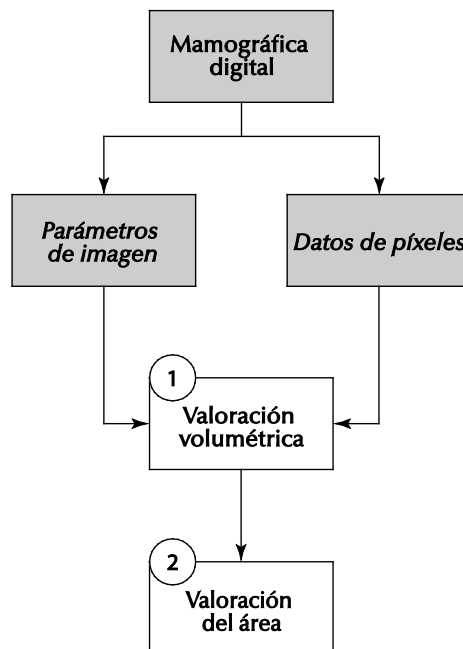 Mamográfica
digital
Parámetros
de imagen
Datos de píxeles
1
Valoración
volumétrica
2
Valoración
del área